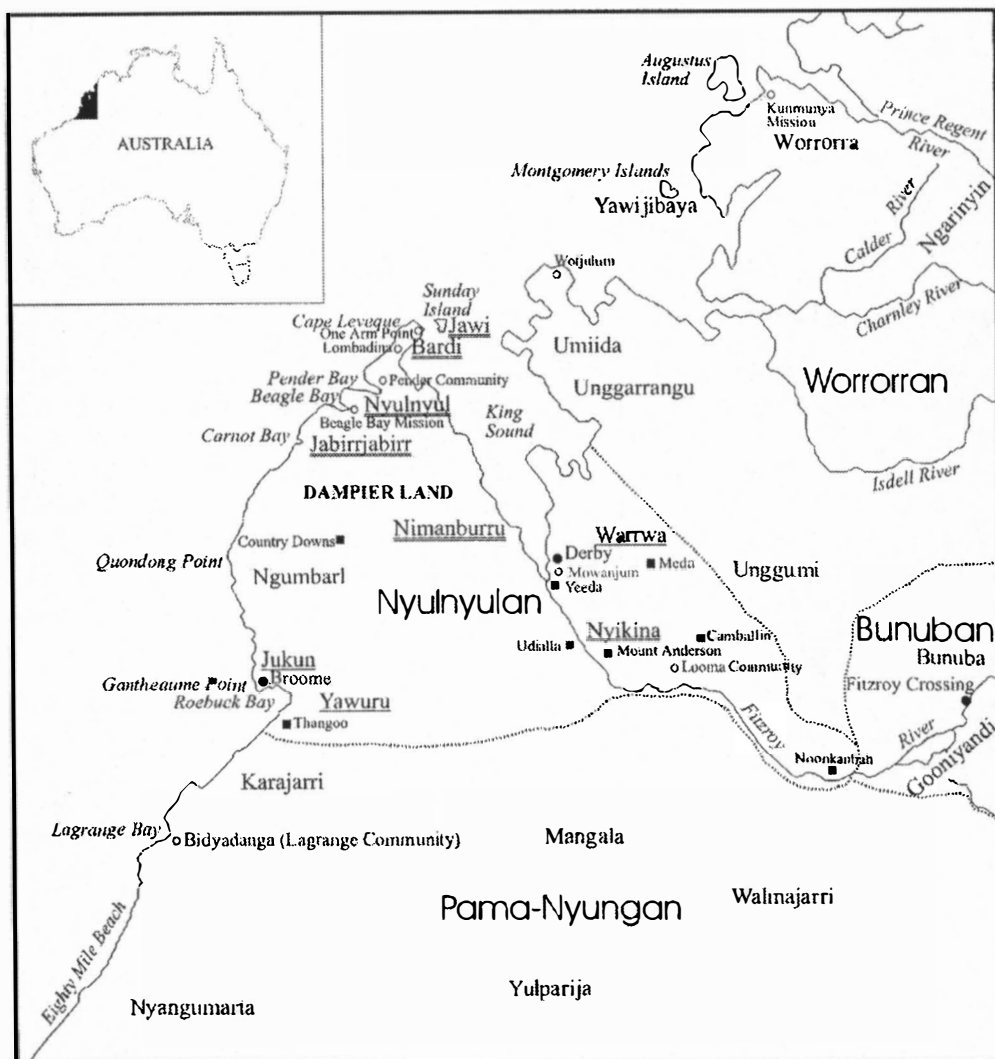 AUSTRALIA
Augustus
Island
Kunmunya
Mission
Worrorra
Prince Regent
River
Montgomery Islands
Yawijibaya
Calder
River
Ngarinyin
Wotjulum
Charnley River
Sunday
Island
Cape Leveque
Jawi
One Arm Point
Lombadina
Bardi
Umiida
Pender Bay
Pender Community
Unggarrangu
Worrorran
Beagle Bay
Nyulnyul
Beagle Bay Mission
King
Sound
Carnot Bay
Jabirrjabirr
Isdell River
DAMPIER LAND
Nimanburru
Warrwa
Country Downs
Quondong Point
Derby
Mowanjum
Meda
Unggumi
Ngumbarl
Yeeda
Nyulnyulan
Bunuban
Bunuba
Udialla
Nyikina
Camballin
Mount Anderson
Looma Community
Jukun
Broome
Gantheaume Point
Roebuck Bay
Yawuru
Thangoo
Fitzroy Crossing
Fitzroy
River
Noonkanbah
Gooniyandi
Karajarri
Lagrange Bay
Bidyadanga (Lagrange Community)
Mangala
Pama-Nyungan
Walmajarri
Eighty Mile Beach
Nyangumarta
Yulparija